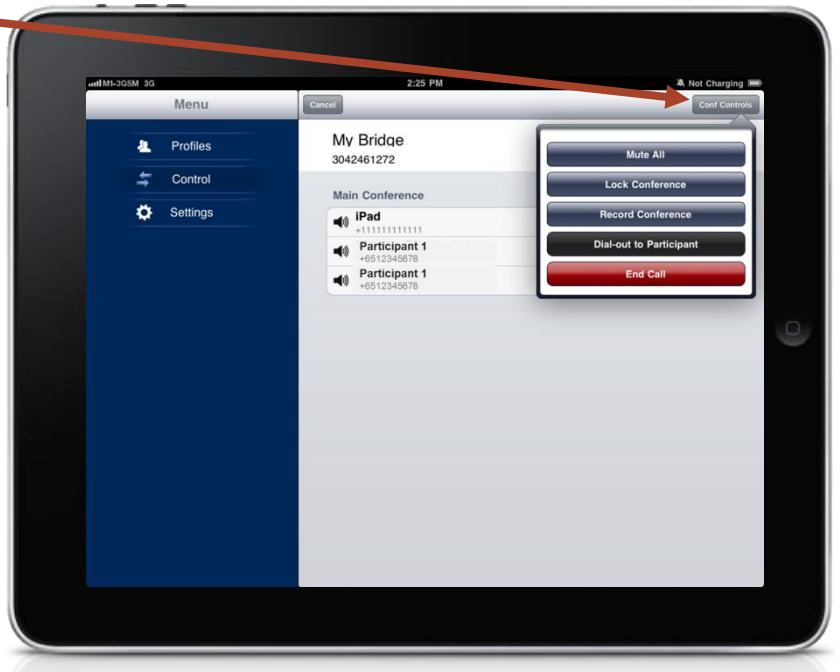 M1-3GSM 3G
2:25 PM
Not Charging
Menu
Cancel
Conf Controls
Profiles
Control
Settings
My Bridge
3042461272
Main Conference
iPad
+111111111111
Participant 1
+6512345678
Participant 1
+6512345678
Mute All
Lock Conference
Record Conference
Dial-out to Participant
End Call